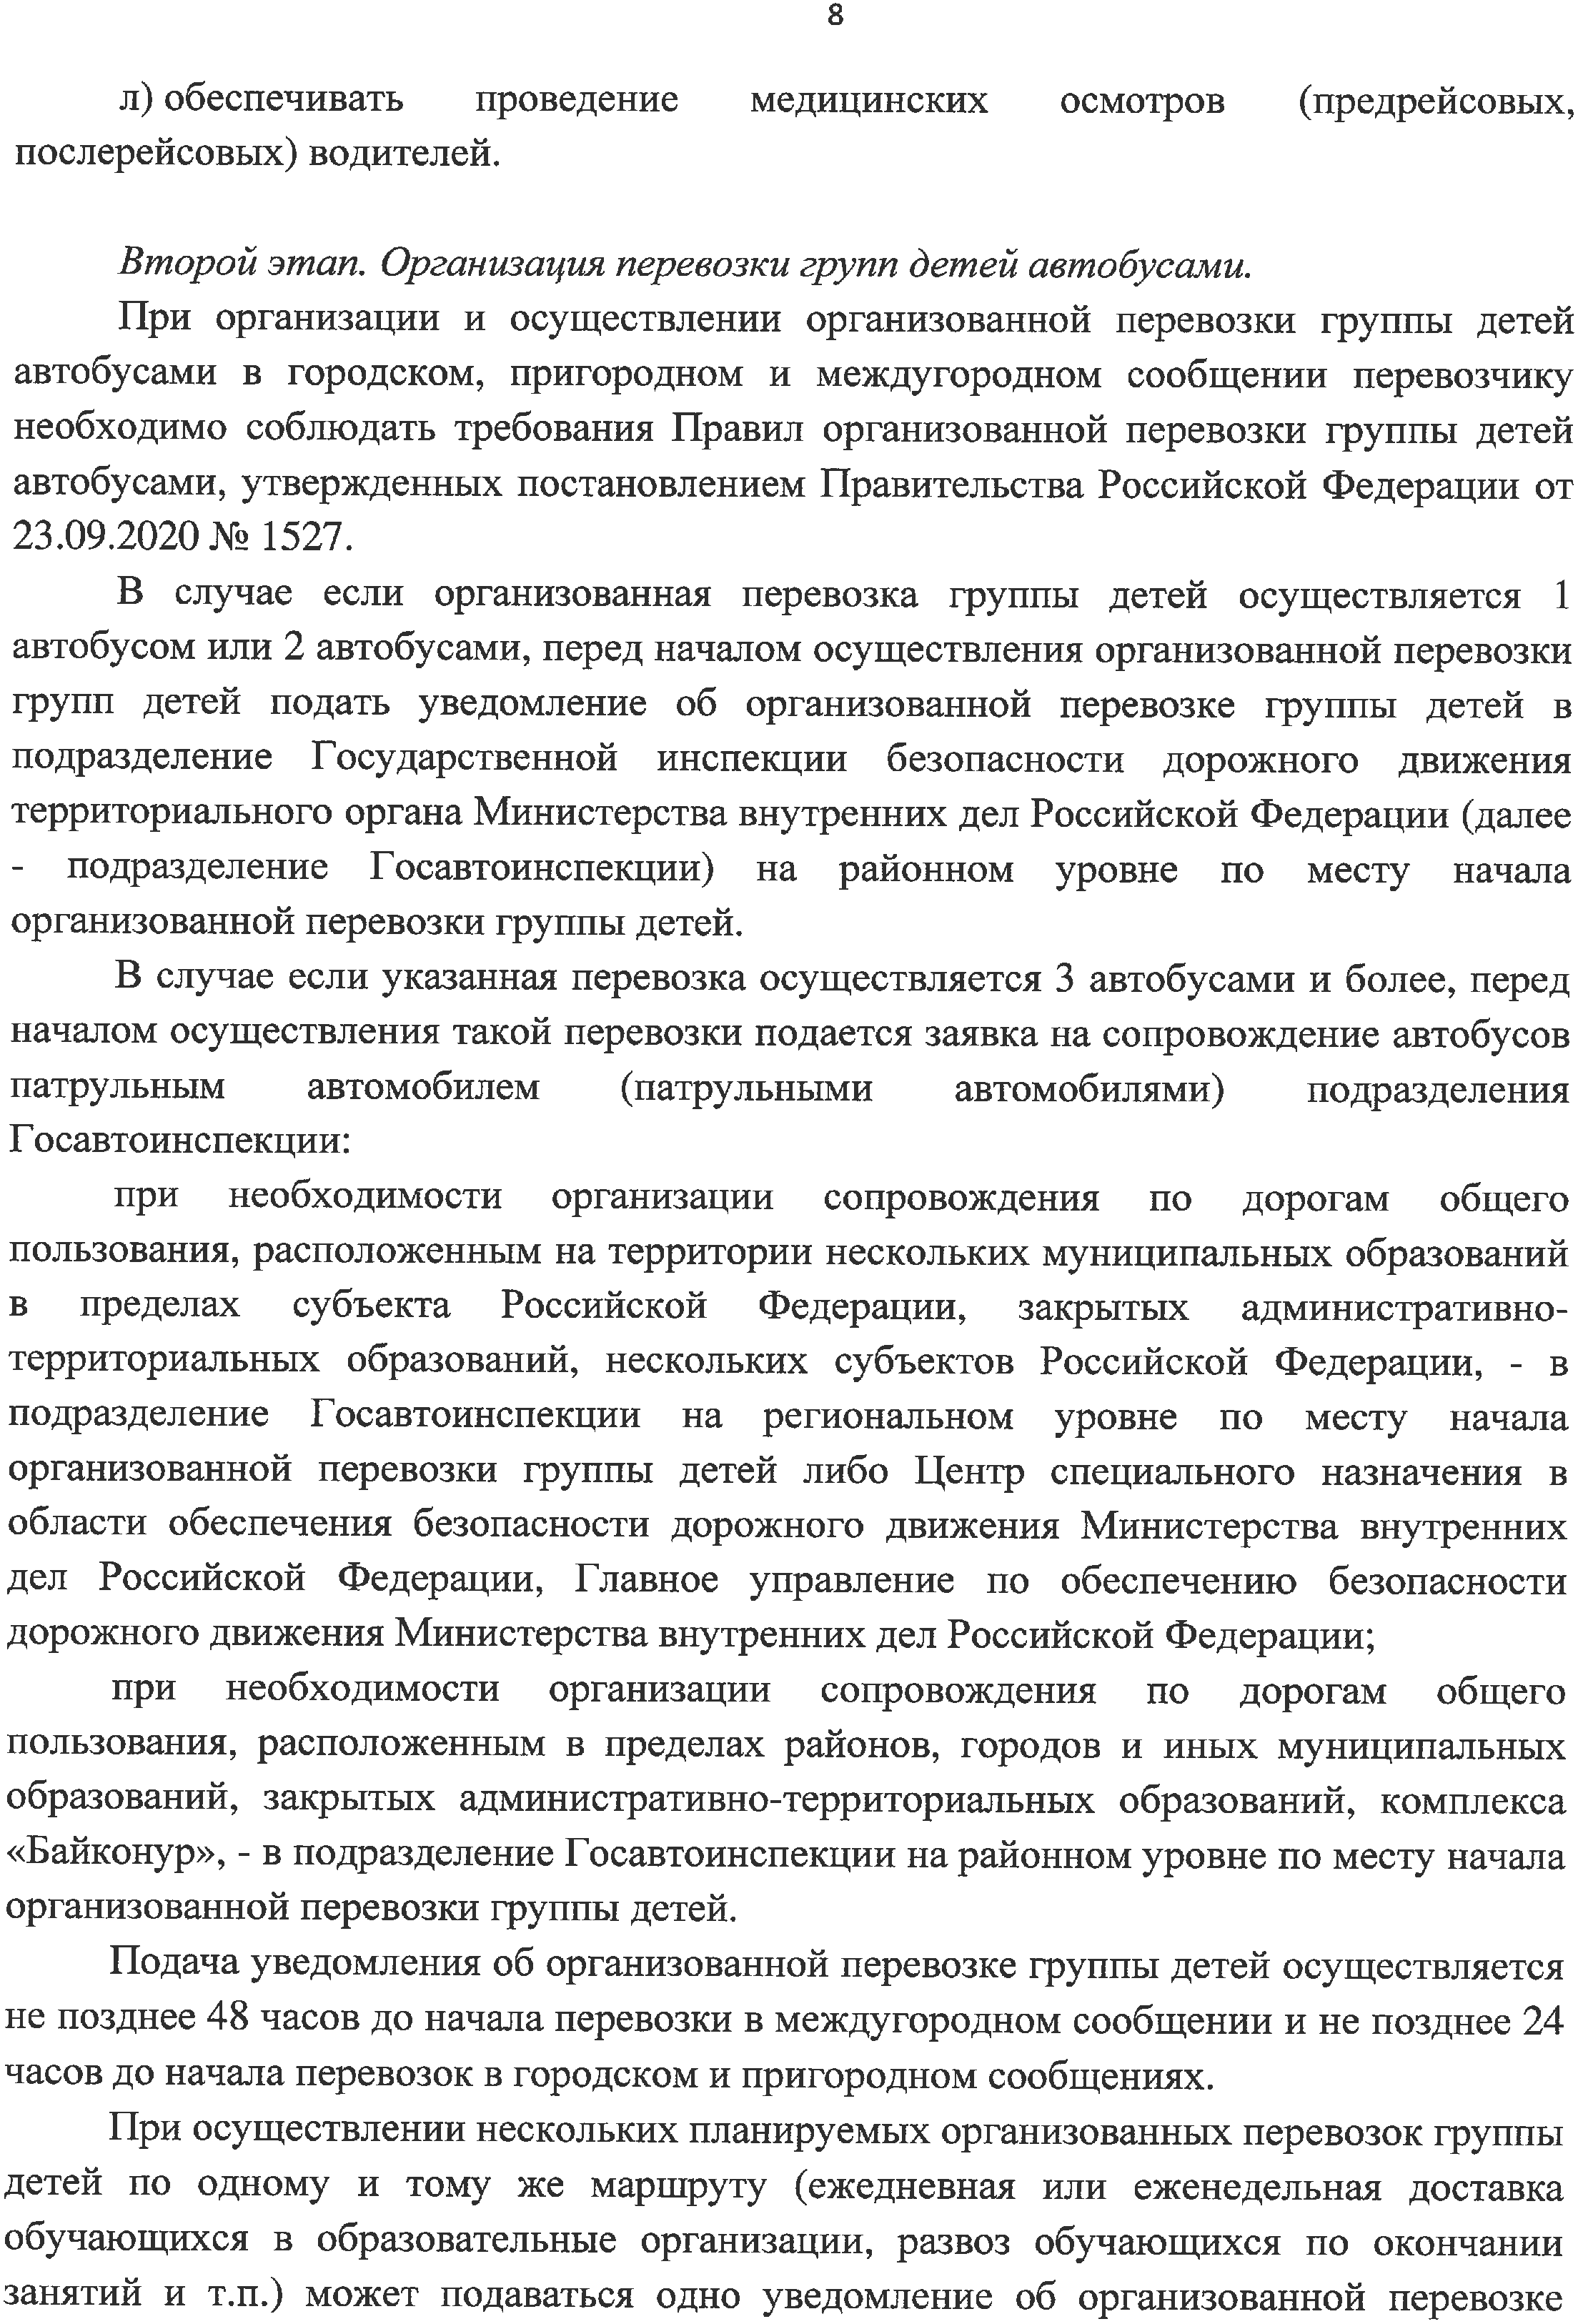 8
л) обеспечивать проведение медицинских осмотров (предрейсовых,
послерейсовых) водителей.
Второй этап. Организация перевозки групп детей автобусами.
При организации и осуществлении организованной перевозки группы детей
автобусами в городском, пригородном и междугородном сообщении перевозчику
необходимо соблюдать требования Правил организованной перевозки группы детей
автобусами, утвержденных постановлением Правительства Российской Федерации от
23.09.2020 № 1527.
В случае если организованная перевозка группы детей осуществляется 1
автобусом или 2 автобусами, перед началом осуществления организованной перевозки
групп детей подать уведомление об организованной перевозке группы детей в
подразделение Государственной инспекции безопасности дорожного движения
территориального органа Министерства внутренних дел Российской Федерации (далее
- подразделение Госавтоинспекции) на районном уровне по месту начала
организованной перевозки группы детей.
В случае если указанная перевозка осуществляется 3 автобусами и более, перед
началом осуществления такой перевозки подается заявка на сопровождение автобусов
патрульным автомобилем (патрульными автомобилями) подразделения
Госавтоинспекции:
при необходимости организации сопровождения по дорогам общего
пользования, расположенным на территории нескольких муниципальных образований
в пределах субъекта Российской Федерации, закрытых административно-
территориальных образований, нескольких субъектов Российской Федерации, - в
подразделение Госавтоинспекции на региональном уровне по месту начала
организованной перевозки группы детей либо Центр специального назначения в
области обеспечения безопасности дорожного движения Министерства внутренних
дел Российской Федерации, Главное управление по обеспечению безопасности
дорожного движения Министерства внутренних дел Российской Федерации;
при необходимости организации сопровождения по дорогам общего
пользования, расположенным в пределах районов, городов и иных муниципальных
образований, закрытых административно-территориальных образований, комплекса
«Байконур», - в подразделение Госавтоинспекции на районном уровне по месту начала
организованной перевозки группы детей.
Подача уведомления об организованной перевозке группы детей осуществляется
не позднее 48 часов до начала перевозки в междугородном сообщении и не позднее 24
часов до начала перевозок в городском и пригородном сообщениях.
При осуществлении нескольких планируемых организованных перевозок группы
детей по одному и тому же маршруту (ежедневная или еженедельная доставка
обучающихся в образовательные организации, развоз обучающихся по окончании
занятий и т.п.) может подаваться одно уведомление об организованной перевозке